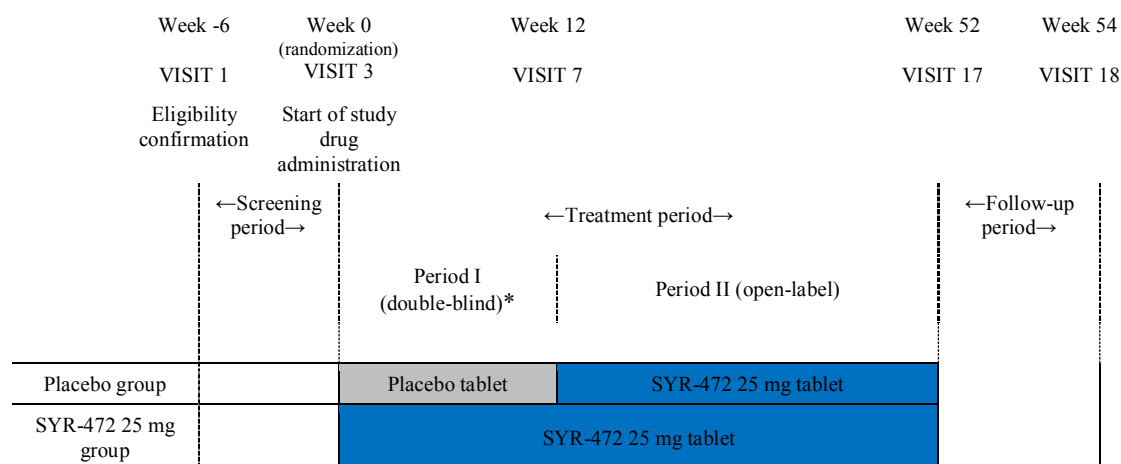 Week -6
Week 0
Week 12
Week 52
Week 54
(randomization)
VISIT 1
VISIT 3
VISIT 7
VISIT 17
VISIT 18
Eligibility
confirmation
Start of study
drug
administration
←Screening
period→
←Treatment period→
←Follow-up
period→
Period I
(double-blind)*
Period II (open-label)
Placebo group
Placebo tablet
SYR-472 25 mg tablet
SYR-472 25 mg
group
SYR-472 25 mg tablet